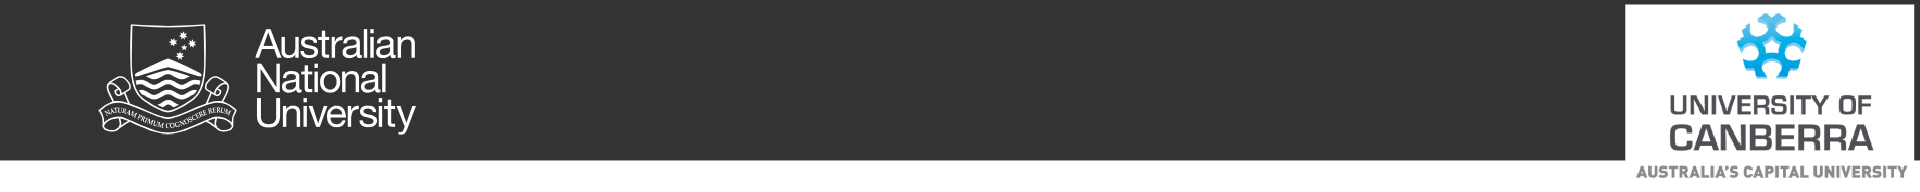 Australian
National
University
NATURAM PRIMUM COGNOSCERE RERUM
UNIVERSITY OF
CANBERRA
AUSTRALIA'S CAPITAL UNIVERSITY